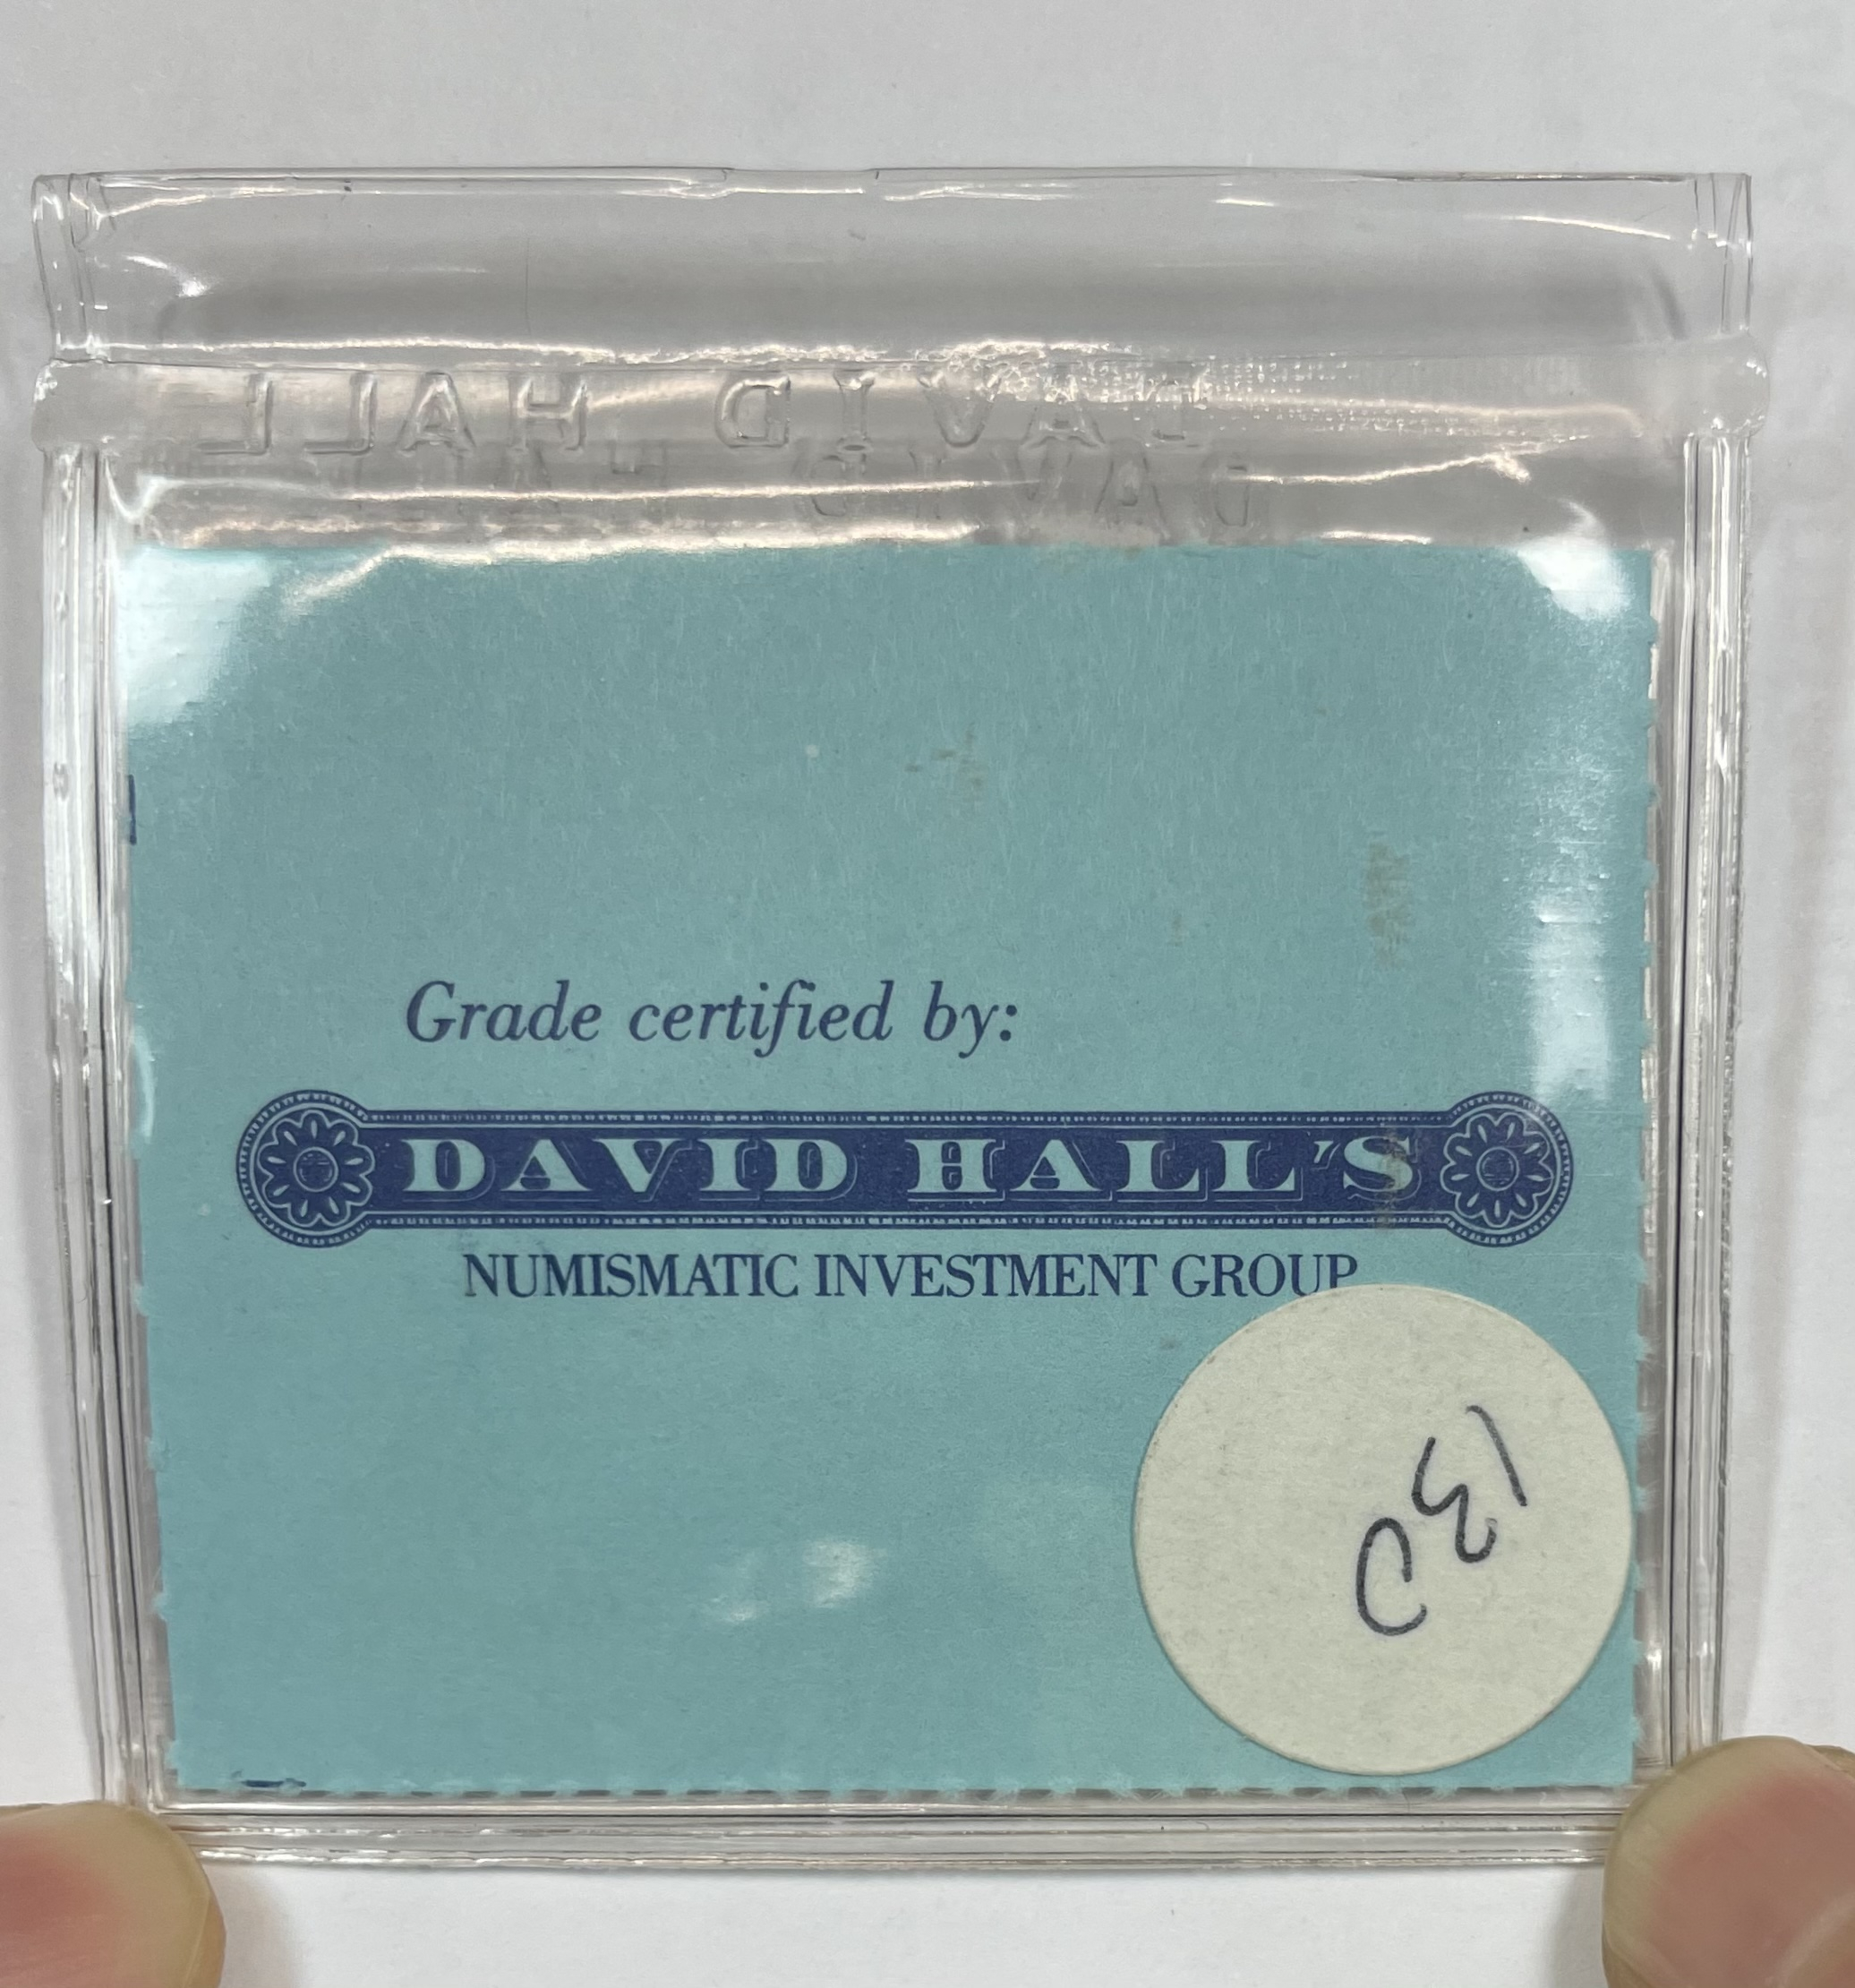 DAVID HALL
DAVID HALL
Grade certified by:
DAVID HALL'S
NUMISMATIC INVESTMENT GROUP
130